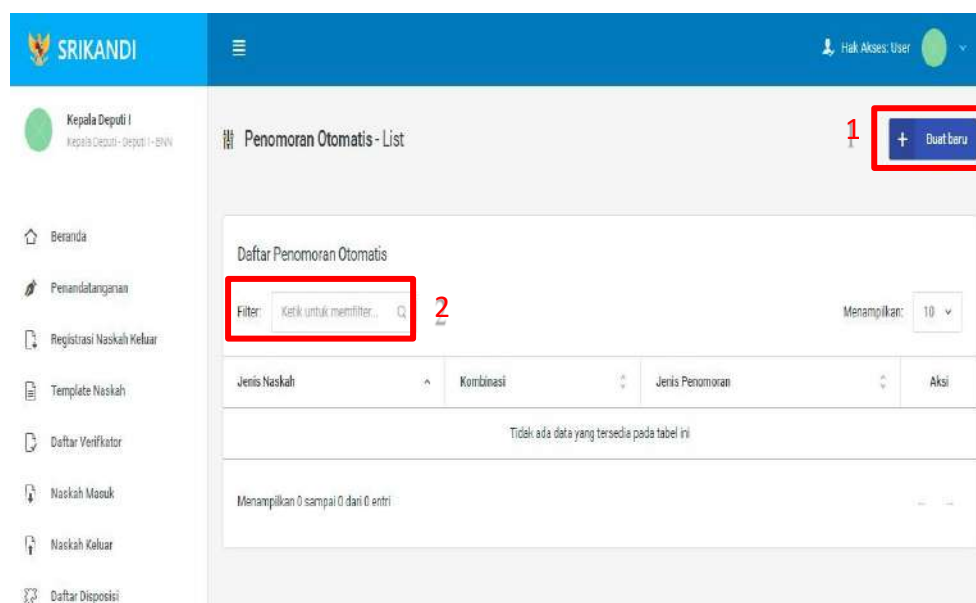 SRIKANDI
Hak Akses: User
Kepala Deputi I
Kepala Deputi - Deputi I - BNN
Penomoran Otomatis - List
1
+ Buat baru
Beranda
Penandatanganan
Registrasi Naskah Keluar
Template Naskah
Daftar Verifikator
Naskah Masuk
Naskah Keluar
Daftar Disposisi
Daftar Penomoran Otomatis
Filter: Ketik untuk memfilter...
2
Menampilkan: 10
Jenis Naskah Kombinasi Jenis Penomoran Aksi
Tidak ada data yang tersedia pada tabel ini
Menampilkan 0 sampai 0 dari 0 entri